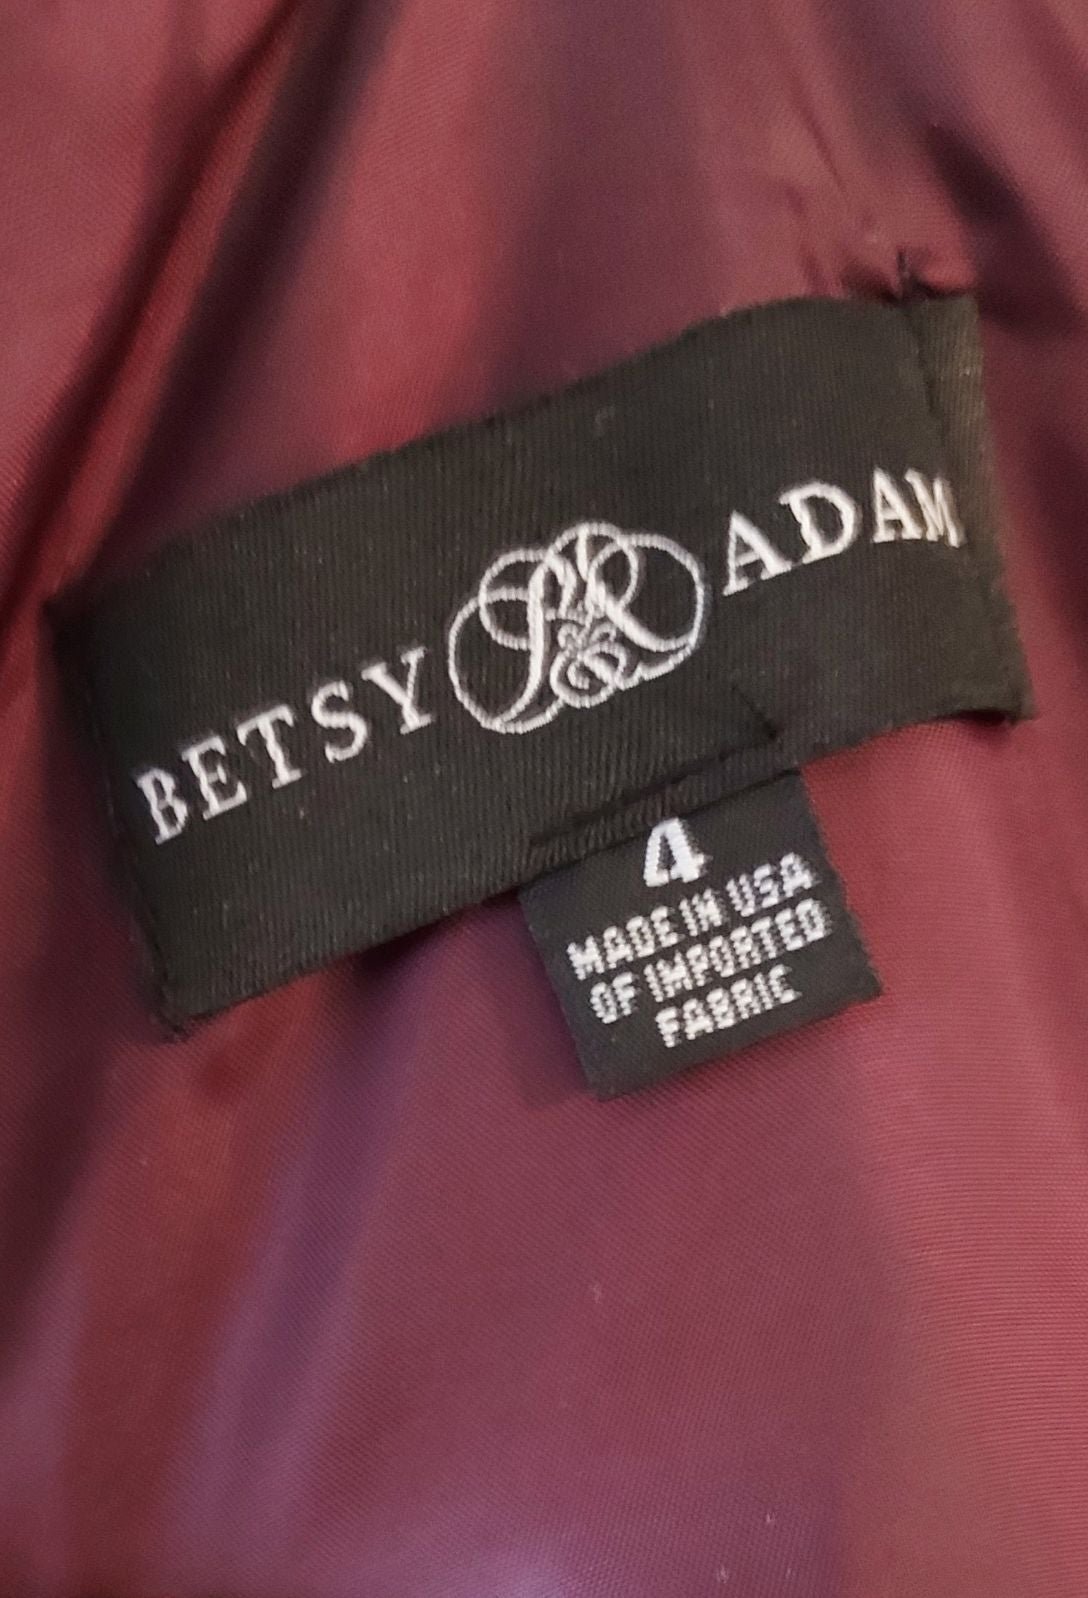 BETSY ADAM
4
MADE IN USA
OF IMPORTED
FABRIC